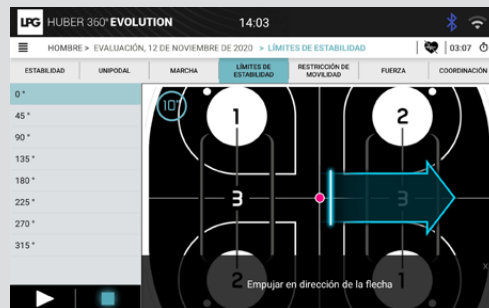 LPG HUBER 360° EVOLUTION 14:03
HOMBRE > EVALUACIÓN, 12 DE NOVIEMBRE DE 2020 > LÍMITES DE ESTABILIDAD 03:07
ESTABILIDAD UNIPODAL MARCHA LÍMITES DE ESTABILIDAD RESTRICCIÓN DE MOVILIDAD FUERZA COORDINACIÓN
0 °
45 °
90 °
135 °
180 °
225 °
270 °
315 °
10"
1 2
3 3
2 1
Empujar en dirección de la flecha
X